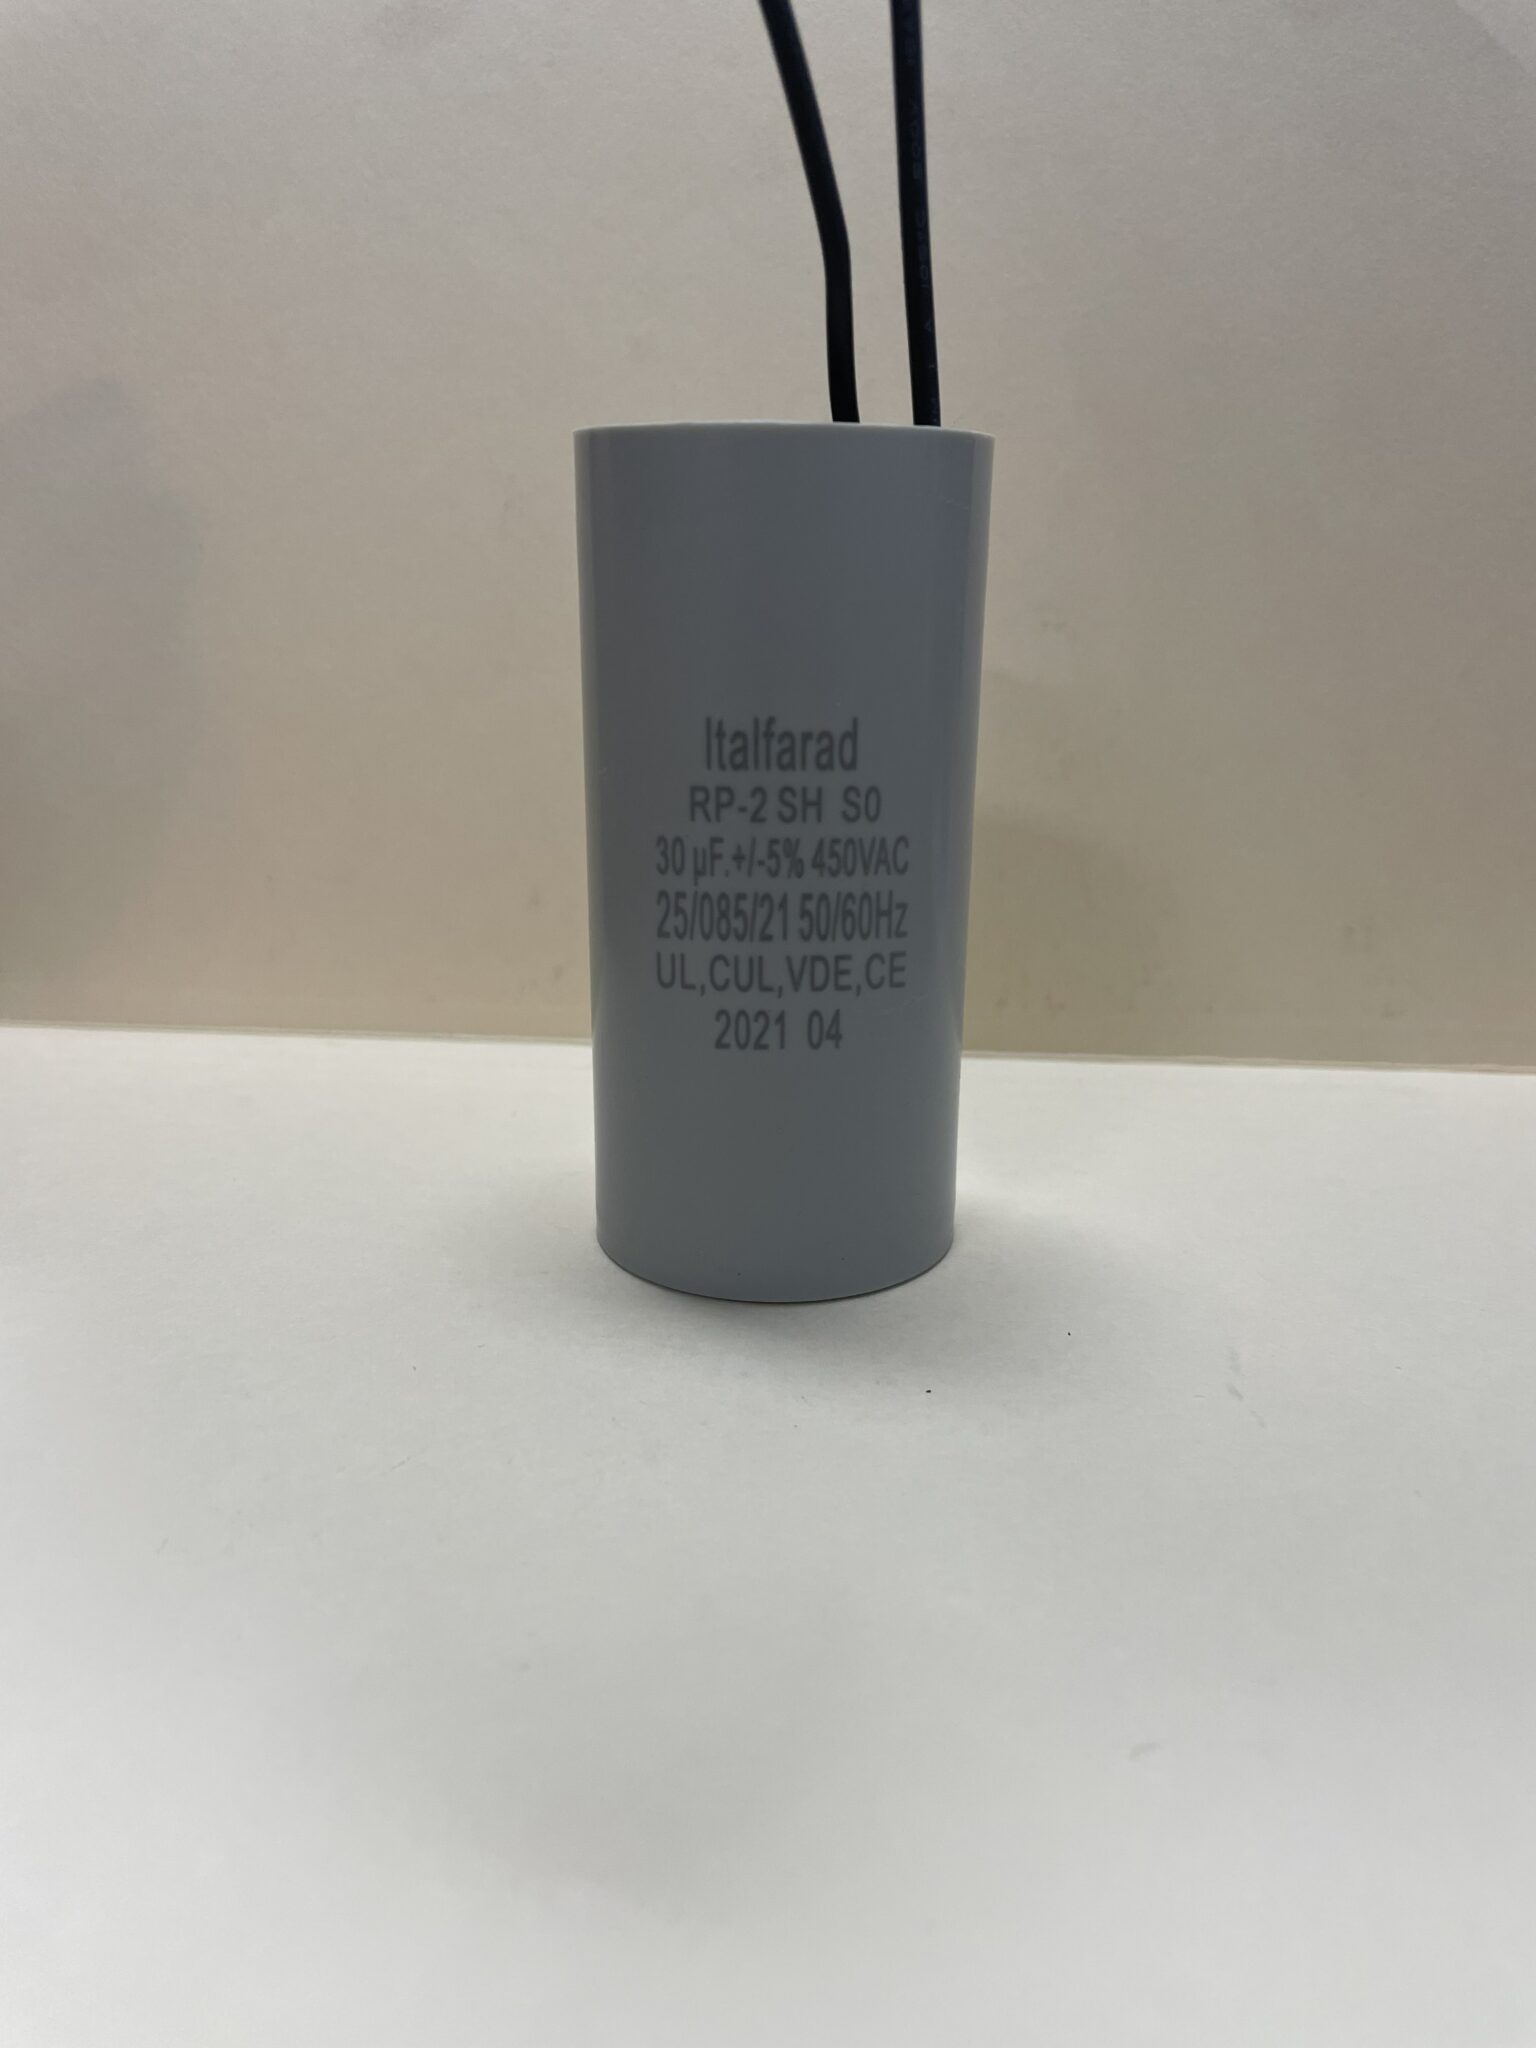 Italfarad
RP-2 SH S0
30 µF.+/-5% 450VAC
25/085/21 50/60Hz
UL,CUL,VDE,CE
2021 04